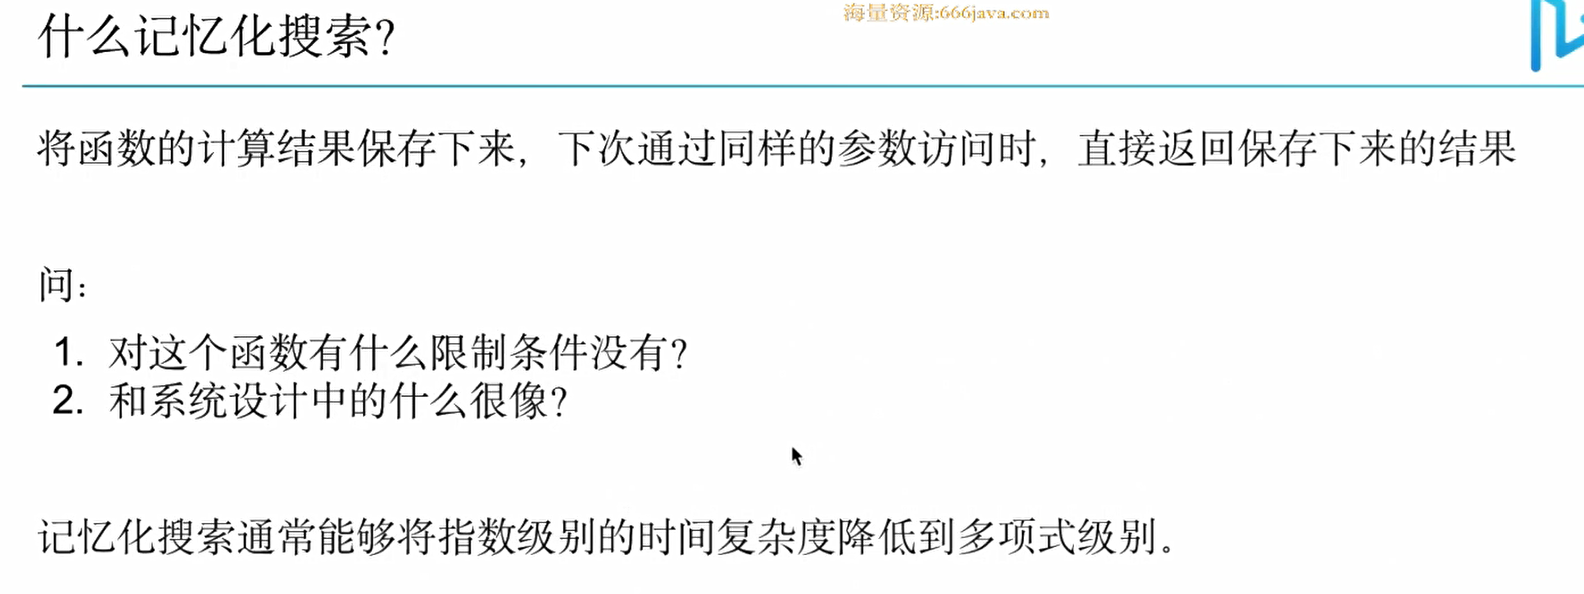 海量资源:666java.com
什么记忆化搜索?
将函数的计算结果保存下来，下次通过同样的参数访问时，直接返回保存下来的结果
问：
1. 对这个函数有什么限制条件没有?
2. 和系统设计中的什么很像?
记忆化搜索通常能够将指数级别的时间复杂度降低到多项式级别。